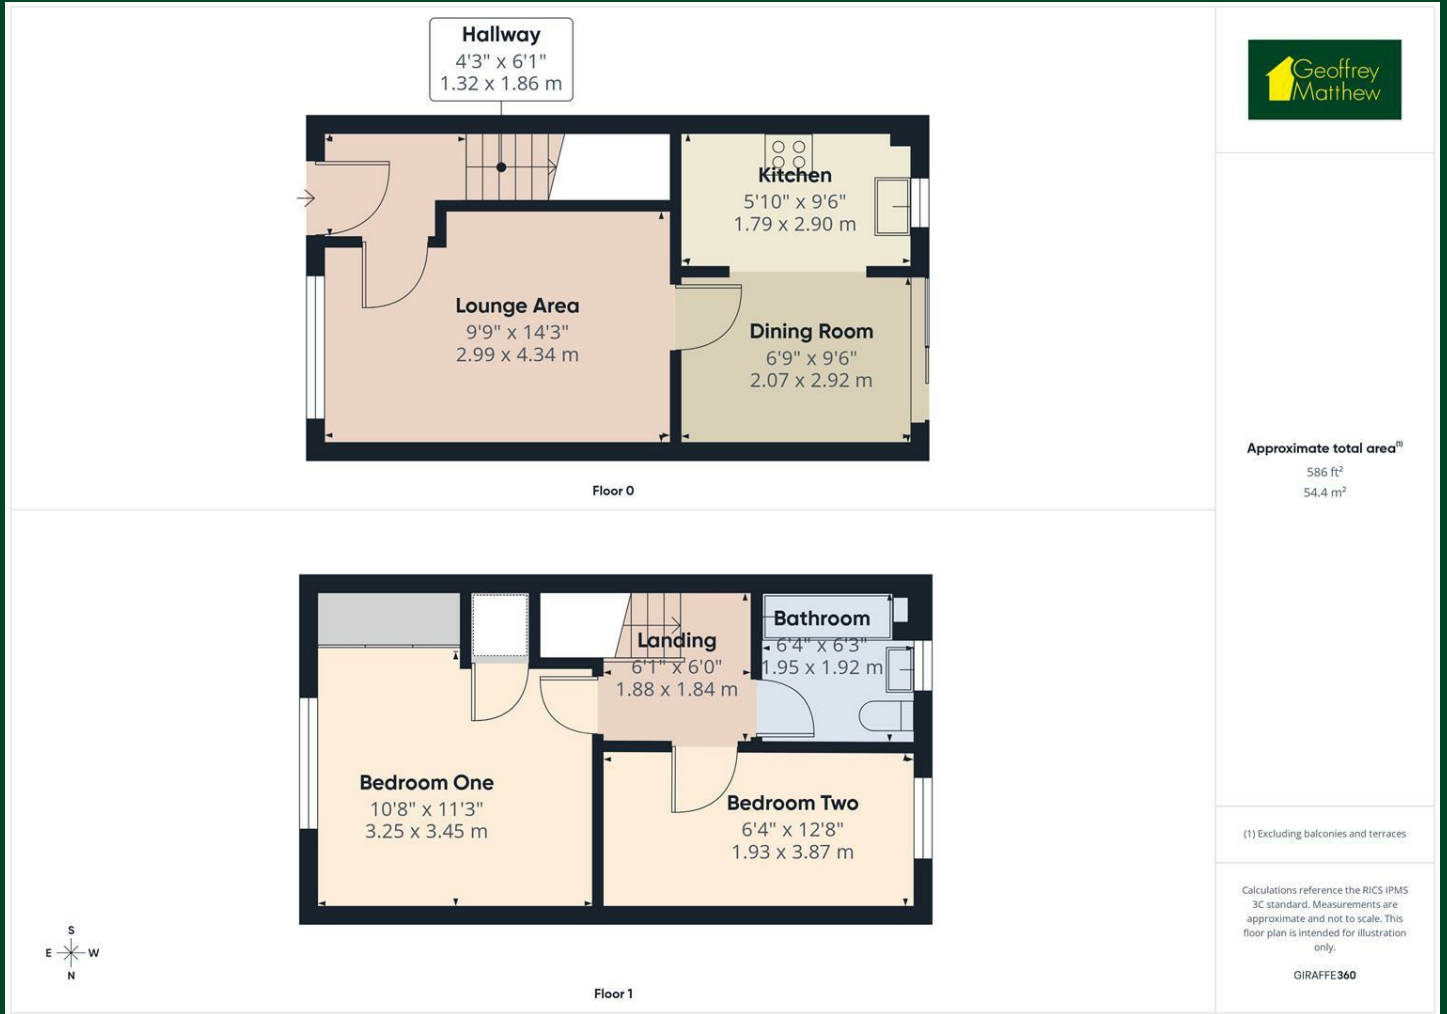 Hallway
4'3" x 6'1"
1.32 x 1.86 m
Kitchen
5'10" x 9'6"
1.79 x 2.90 m
Lounge Area
9'9" x 14'3"
2.99 x 4.34 m
Dining Room
6'9" x 9'6"
2.07 x 2.92 m
Floor 0
Landing
6'1" x 6'0"
1.88 x 1.84 m
Bathroom
6'4" x 6'3"
1.95 x 1.92 m
Bedroom One
10'8" x 11'3"
3.25 x 3.45 m
Bedroom Two
6'4" x 12'8"
1.93 x 3.87 m
S
E W
N
Floor 1
Geoffrey
Matthew
Approximate total area(1)
586 ft²
54.4 m²
(1) Excluding balconies and terraces
Calculations reference the RICS IPMS
3C standard. Measurements are
approximate and not to scale. This
floor plan is intended for illustration
only.
GIRAFFE360